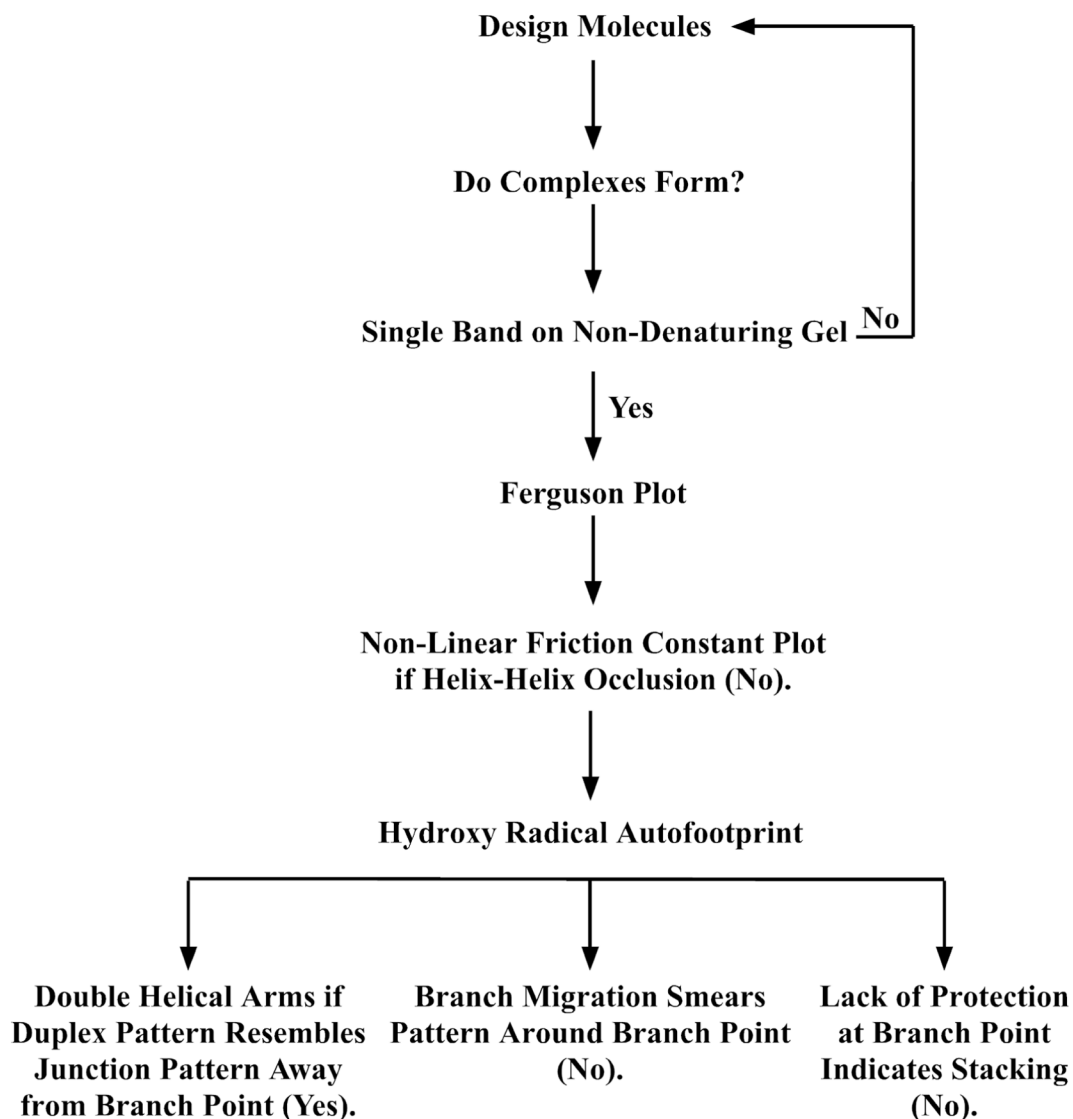 Design Molecules
Do Complexes Form?
Single Band on Non-Denaturing Gel
No
Yes
Ferguson Plot
Non-Linear Friction Constant Plot
if Helix-Helix Occlusion (No).
Hydroxy Radical Autofootprint
Double Helical Arms if
Duplex Pattern Resembles
Junction Pattern Away
from Branch Point (Yes).
Branch Migration Smears
Pattern Around Branch Point
(No).
Lack of Protection
at Branch Point
Indicates Stacking
(No).